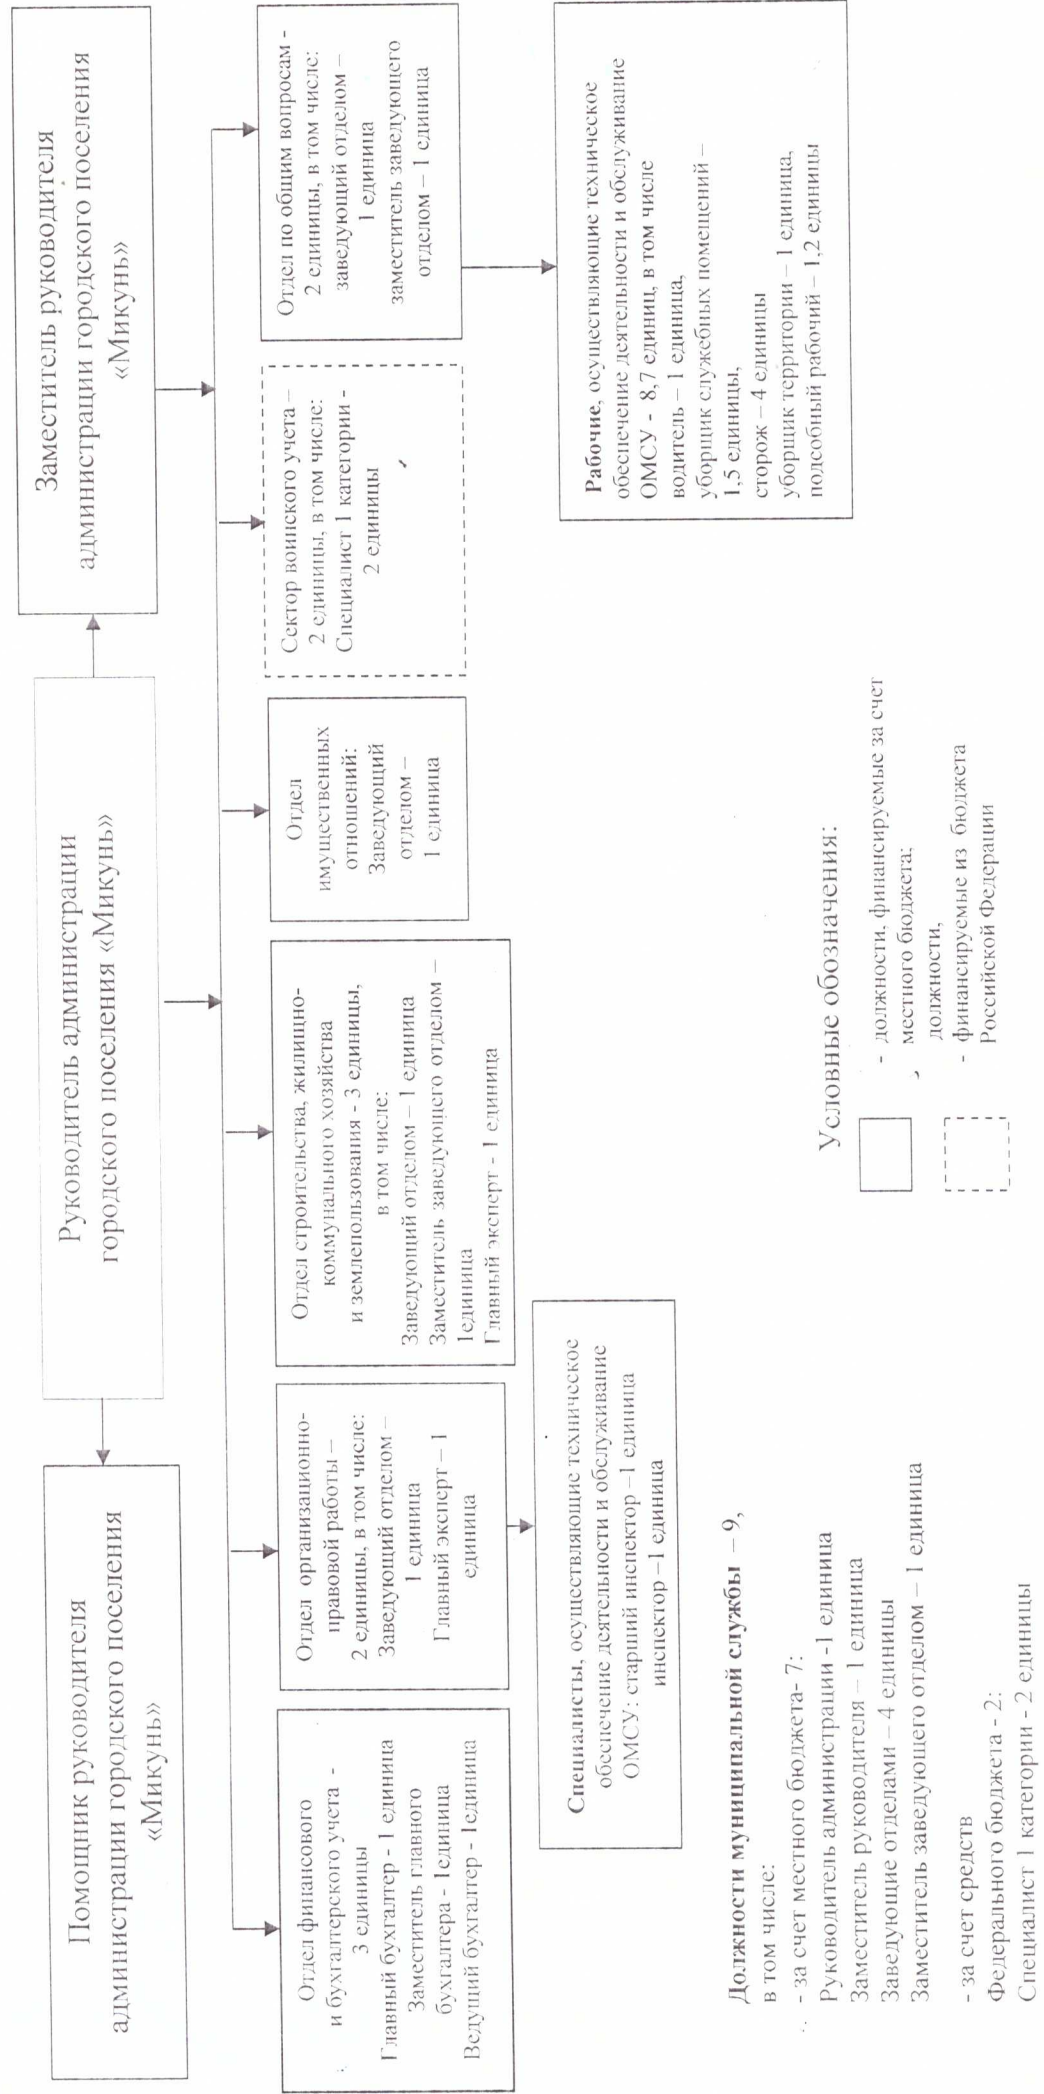 Помощник руководителя
администрации городского поселения
«Микунь»
Руководитель администрации
городского поселения «Микунь»
Заместитель руководителя
администрации городского поселения
«Микунь»
Отдел финансового
и бухгалтерского учета -
3 единицы
Главный бухгалтер - 1 единица
Заместитель главного
бухгалтера - 1единица
Ведущий бухгалтер - 1единица
Отдел организационно-
правовой работы –
2 единицы, в том числе:
Заведующий отделом –
1 единица
Главный эксперт – 1
единица
Отдел строительства, жилищно-
коммунального хозяйства
и землепользования - 3 единицы,
в том числе:
Заведующий отделом – 1 единица
Заместитель заведующего отделом –
1единица
Главный эксперт - 1 единица
Отдел
имущественных
отношений:
Заведующий
отделом –
1 единица
Сектор воинского учета –
2 единицы, в том числе:
Специалист 1 категории -
2 единицы
Отдел по общим вопросам -
2 единицы, в том числе:
заведующий отделом –
1 единица
заместитель заведующего
отделом – 1 единица
Специалисты, осуществляющие техническое
обеспечение деятельности и обслуживание
ОМСУ: старший инспектор –1 единица
инспектор –1 единица
Рабочие, осуществляющие техническое
обеспечение деятельности и обслуживание
ОМСУ - 8,7 единиц, в том числе
водитель – 1 единица,
уборщик служебных помещений –
1,5 единицы,
сторож – 4 единицы
уборщик территории – 1 единица,
подсобный рабочий – 1,2 единицы
Должности муниципальной службы – 9,
в том числе:
- за счет местного бюджета- 7:
Руководитель администрации -1 единица
Заместитель руководителя – 1 единица
Заведующие отделами – 4 единицы
Заместитель заведующего отделом – 1 единица
- за счет средств
Федерального бюджета - 2:
Специалист 1 категории - 2 единицы
Условные обозначения:
- должности, финансируемые за счет
местного бюджета;
должности,
- финансируемые из бюджета
Российской Федерации